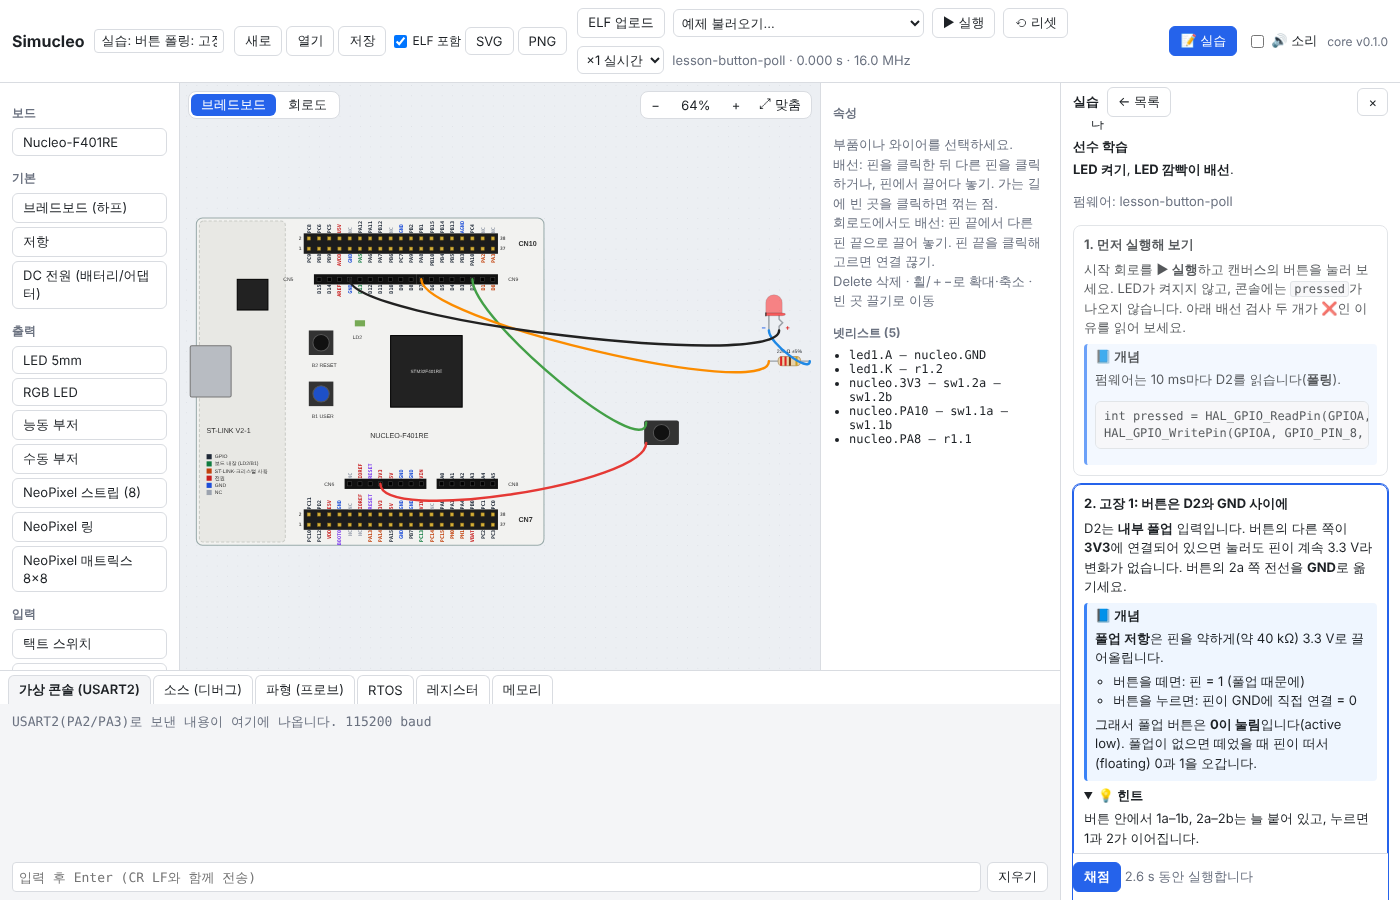 Simucleo
실습: 버튼 폴링: 고장
새로
열기
저장
ELF 포함
SVG
PNG
ELF 업로드
예제 불러오기...
▶ 실행
⟲ 리셋
×1 실시간
lesson-button-poll · 0.000 s · 16.0 MHz
📝 실습
🔊 소리
core v0.1.0
보드
Nucleo-F401RE
기본
브레드보드 (하프)
저항
DC 전원 (배터리/어댑
터)
출력
LED 5mm
RGB LED
능동 부저
수동 부저
NeoPixel 스트립 (8)
NeoPixel 링
NeoPixel 매트릭스
8×8
입력
택트 스위치
브레드보드
회로도
−
64%
+
⤢ 맞춤
CN10
CN5
CN9
LD2
B2 RESET
B1 USER
STM32F401RE
ST-LINK V2-1
NUCLEO-F401RE
GPIO
보드 내장 (LD2/B1)
ST-LINK·크리스탈 사용
전원
GND
NC
CN6
CN8
CN7
속성
부품이나 와이어를 선택하세요.
배선: 핀을 클릭한 뒤 다른 핀을 클릭
하거나, 핀에서 끌어다 놓기. 가는 길
에 빈 곳을 클릭하면 꺾는 점.
회로도에서도 배선: 핀 끝에서 다른
핀 끝으로 끌어 놓기. 핀 끝을 클릭해
고르면 연결 끊기.
Delete 삭제 · 휠/＋−로 확대·축소 ·
빈 곳 끌기로 이동
넷리스트 (5)
led1.A — nucleo.GND
led1.K — r1.2
nucleo.3V3 — sw1.2a —
sw1.2b
nucleo.PA10 — sw1.1a —
sw1.1b
nucleo.PA8 — r1.1
실습
← 목록
×
선수 학습
LED 켜기, LED 깜빡이 배선.
펌웨어: lesson-button-poll
1. 먼저 실행해 보기
시작 회로를 ▶ 실행하고 캔버스의 버튼을 눌러 보
세요. LED가 켜지지 않고, 콘솔에는 pressed가
나오지 않습니다. 아래 배선 검사 두 개가 ❌인 이
유를 읽어 보세요.
📘 개념
펌웨어는 10 ms마다 D2를 읽습니다(폴링).
int pressed = HAL_GPIO_ReadPin(GPIOA,
HAL_GPIO_WritePin(GPIOA, GPIO_PIN_8,
2. 고장 1: 버튼은 D2와 GND 사이에
D2는 내부 풀업 입력입니다. 버튼의 다른 쪽이
3V3에 연결되어 있으면 눌러도 핀이 계속 3.3 V라
변화가 없습니다. 버튼의 2a 쪽 전선을 GND로 옮
기세요.
📘 개념
풀업 저항은 핀을 약하게(약 40 kΩ) 3.3 V로 끌
어올립니다.
버튼을 떼면: 핀 = 1 (풀업 때문에)
버튼을 누르면: 핀이 GND에 직접 연결 = 0
그래서 풀업 버튼은 0이 눌림입니다(active
low). 풀업이 없으면 떼었을 때 핀이 떠서
(floating) 0과 1을 오갑니다.
▼ 💡 힌트
버튼 안에서 1a–1b, 2a–2b는 늘 붙어 있고, 누르면
1과 2가 이어집니다.
채점
2.6 s 동안 실행합니다
가상 콘솔 (USART2)
소스 (디버그)
파형 (프로브)
RTOS
레지스터
메모리
USART2(PA2/PA3)로 보낸 내용이 여기에 나옵니다. 115200 baud
입력 후 Enter (CR LF와 함께 전송)
지우기